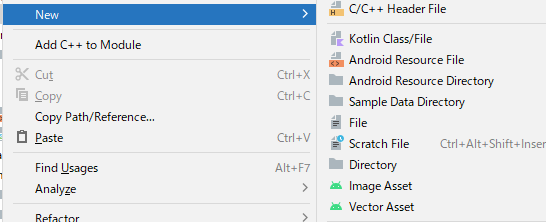 New
Add C++ to Module
Cut Ctrl+X
Copy Ctrl+C
Copy Path/Reference...
Paste Ctrl+V
Find Usages Alt+F7
Analyze
Refactor
C/C++ Header File
Kotlin Class/File
Android Resource File
Android Resource Directory
Sample Data Directory
File
Scratch File Ctrl+Alt+Shift+Inser
Directory
Image Asset
Vector Asset